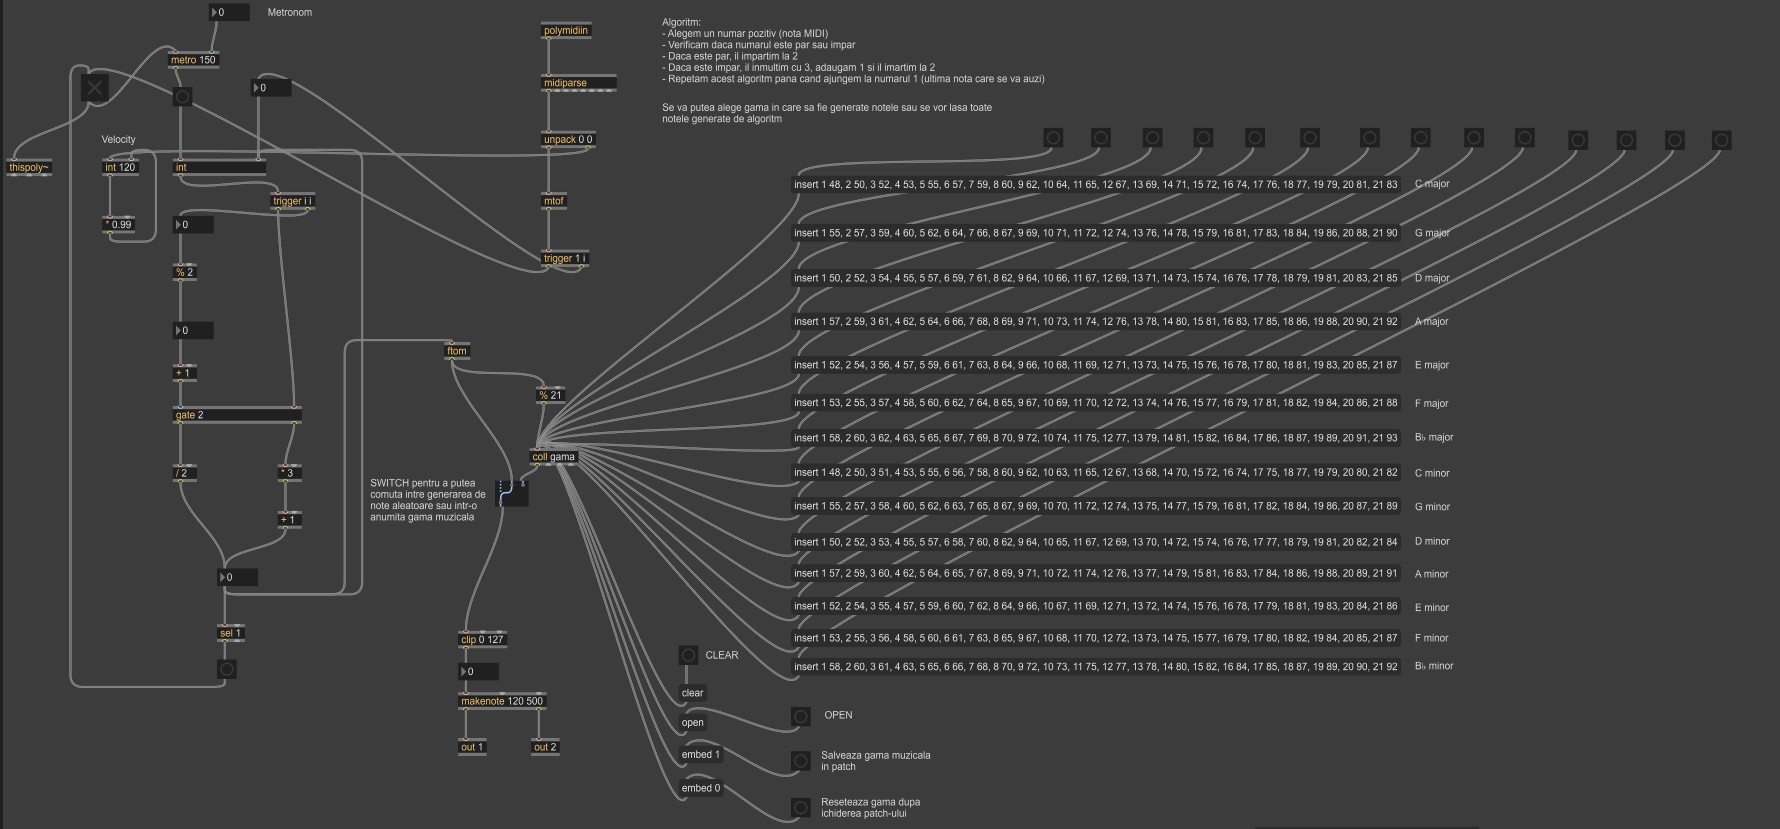 0
Metronom
metro 150
0
Velocity
thispoly~
int 120
int
trigger i i
* 0.99
0
% 2
0
+ 1
gate 2
/ 2
* 3
+ 1
0
sel 1
polymidiin
midiparse
unpack 0 0
mtof
trigger 1 i
ftom
% 21
coll gama
SWITCH pentru a putea
comuta intre generarea de
note aleatoare sau intr-o
anumita gama muzicala
clip 0 127
0
makenote 120 500
out 1
out 2
Algoritm:
- Alegem un numar pozitiv (nota MIDI)
- Verificam daca numarul este par sau impar
- Daca este par, il impartim la 2
- Daca este impar, il inmultim cu 3, adaugam 1 si il imartim la 2
- Repetam acest algoritm pana cand ajungem la numarul 1 (ultima nota care se va auzi)
Se va putea alege gama in care sa fie generate notele sau se vor lasa toate
notele generate de algoritm
insert 1 48, 2 50, 3 52, 4 53, 5 55, 6 57, 7 59, 8 60, 9 62, 10 64, 11 65, 12 67, 13 69, 14 71, 15 72, 16 74, 17 76, 18 77, 19 79, 20 81, 21 83
C major
insert 1 55, 2 57, 3 59, 4 60, 5 62, 6 64, 7 66, 8 67, 9 69, 10 71, 11 72, 12 74, 13 76, 14 78, 15 79, 16 81, 17 83, 18 84, 19 86, 20 88, 21 90
G major
insert 1 50, 2 52, 3 54, 4 55, 5 57, 6 59, 7 61, 8 62, 9 64, 10 66, 11 67, 12 69, 13 71, 14 73, 15 74, 16 76, 17 78, 18 79, 19 81, 20 83, 21 85
D major
insert 1 57, 2 59, 3 61, 4 62, 5 64, 6 66, 7 68, 8 69, 9 71, 10 73, 11 74, 12 76, 13 78, 14 80, 15 81, 16 83, 17 85, 18 86, 19 88, 20 90, 21 92
A major
insert 1 52, 2 54, 3 56, 4 57, 5 59, 6 61, 7 63, 8 64, 9 66, 10 68, 11 69, 12 71, 13 73, 14 75, 15 76, 16 78, 17 80, 18 81, 19 83, 20 85, 21 87
E major
insert 1 53, 2 55, 3 57, 4 58, 5 60, 6 62, 7 64, 8 65, 9 67, 10 69, 11 70, 12 72, 13 74, 14 76, 15 77, 16 79, 17 81, 18 82, 19 84, 20 86, 21 88
F major
insert 1 58, 2 60, 3 62, 4 63, 5 65, 6 67, 7 69, 8 70, 9 72, 10 74, 11 75, 12 77, 13 79, 14 81, 15 82, 16 84, 17 86, 18 87, 19 89, 20 91, 21 93
B♭ major
insert 1 48, 2 50, 3 51, 4 53, 5 55, 6 56, 7 58, 8 60, 9 62, 10 63, 11 65, 12 67, 13 68, 14 70, 15 72, 16 74, 17 75, 18 77, 19 79, 20 80, 21 82
C minor
insert 1 55, 2 57, 3 58, 4 60, 5 62, 6 63, 7 65, 8 67, 9 69, 10 70, 11 72, 12 74, 13 75, 14 77, 15 79, 16 81, 17 82, 18 84, 19 86, 20 87, 21 89
G minor
insert 1 50, 2 52, 3 53, 4 55, 5 57, 6 58, 7 60, 8 62, 9 64, 10 65, 11 67, 12 69, 13 70, 14 72, 15 74, 16 76, 17 77, 18 79, 19 81, 20 82, 21 84
D minor
insert 1 57, 2 59, 3 60, 4 62, 5 64, 6 65, 7 67, 8 69, 9 71, 10 72, 11 74, 12 76, 13 77, 14 79, 15 81, 16 83, 17 84, 18 86, 19 88, 20 89, 21 91
A minor
insert 1 52, 2 54, 3 55, 4 57, 5 59, 6 60, 7 62, 8 64, 9 66, 10 67, 11 69, 12 71, 13 72, 14 74, 15 76, 16 78, 17 79, 18 81, 19 83, 20 84, 21 86
E minor
insert 1 53, 2 55, 3 56, 4 58, 5 60, 6 61, 7 63, 8 65, 9 67, 10 68, 11 70, 12 72, 13 73, 14 75, 15 77, 16 79, 17 80, 18 82, 19 84, 20 85, 21 87
F minor
insert 1 58, 2 60, 3 61, 4 63, 5 65, 6 66, 7 68, 8 70, 9 72, 10 73, 11 75, 12 77, 13 78, 14 80, 15 82, 16 84, 17 85, 18 87, 19 89, 20 90, 21 92
B♭ minor
CLEAR
clear
open
OPEN
embed 1
Salveaza gama muzicala
in patch
embed 0
Reseteaza gama dupa
ichiderea patch-ului